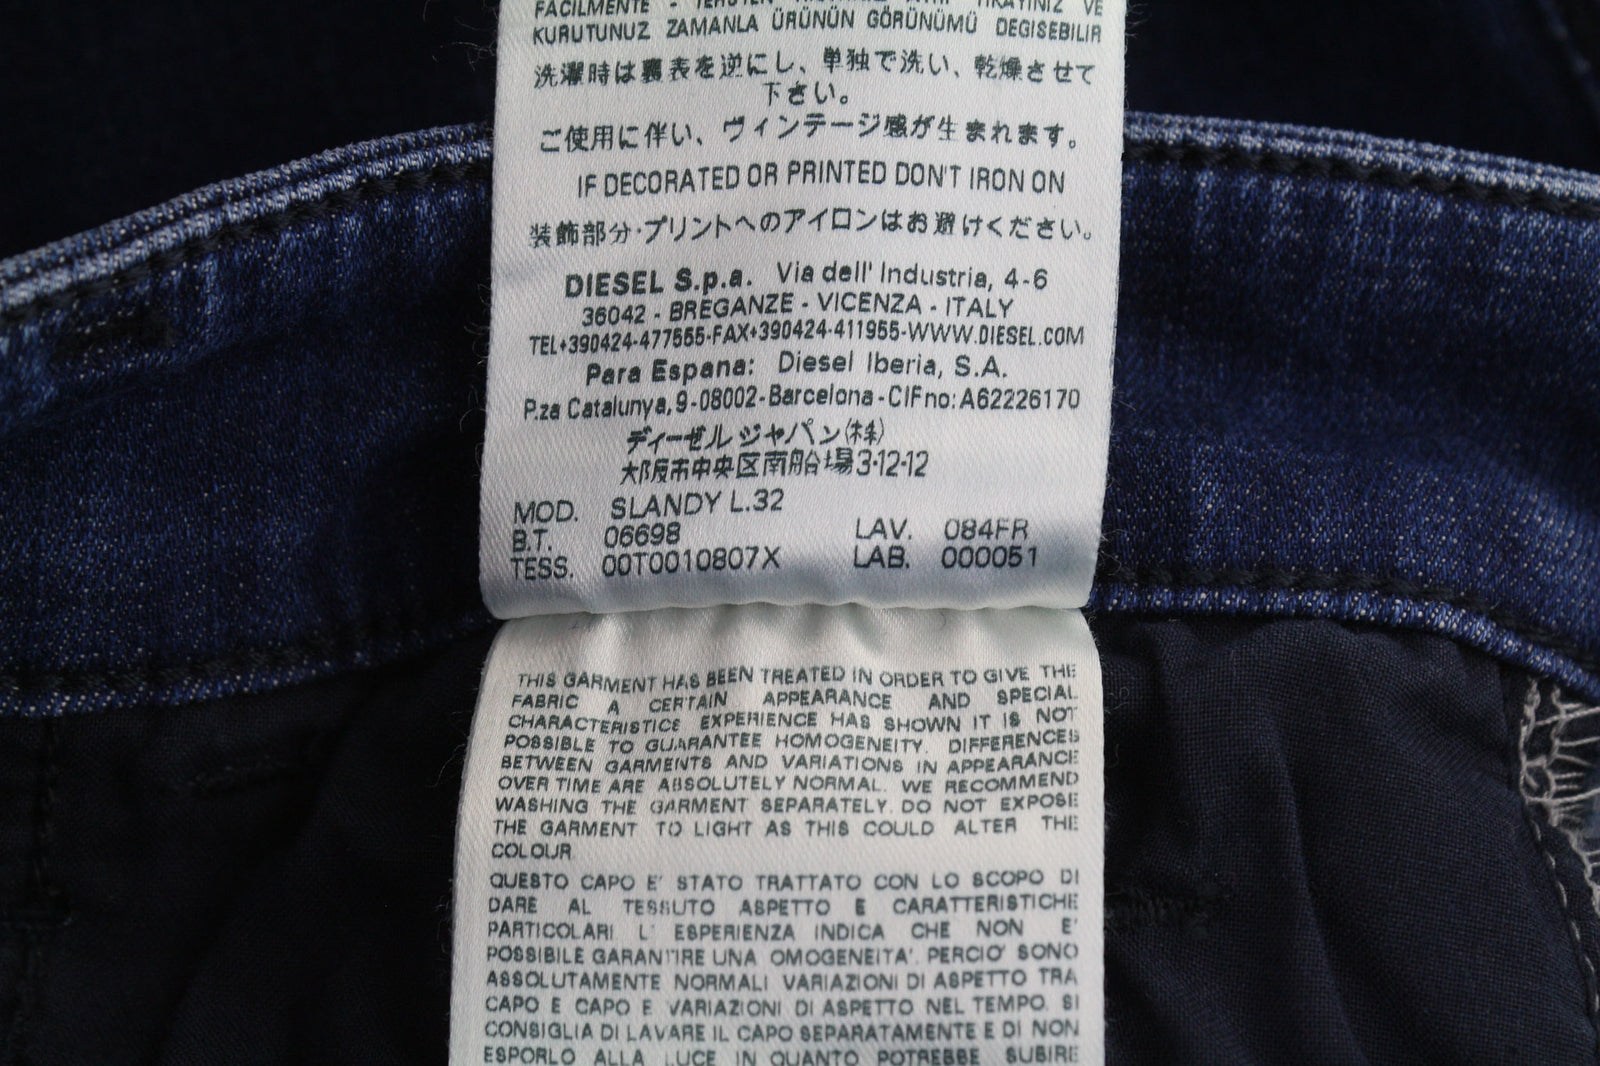 FACILMENTE -
KURUTUNUZ ZAMANLA ÜRÜNÜN GÖRÜNÜMÜ DEGISEBILIR
洗濯時は裏表を逆にし、単独で洗い、乾燥させて
下さい。
ご使用に伴い、ヴィンテージ感が生まれます。
IF DECORATED OR PRINTED DON'T IRON ON
装飾部分・プリントへのアイロンはお避けください。
DIESEL S.p.a. Via dell' Industria, 4-6
36042 - BREGANZE - VICENZA - ITALY
TEL+390424-477555-FAX+390424-411955-WWW.DIESEL.COM
Para Espana: Diesel Iberia, S.A.
P.za Catalunya, 9-08002-Barcelona-CIFno: A62226170
ディーゼル ジャパン(株)
大阪市中央区南船場3-12-12
MOD. SLANDY L.32
B.T. 06698 LAV. 084FR
TESS. 00T0010807X LAB. 000051
THIS GARMENT HAS BEEN TREATED IN ORDER TO GIVE THE
FABRIC A CERTAIN APPEARANCE AND SPECIAL
CHARACTERISTICS EXPERIENCE HAS SHOWN IT IS NOT
POSSIBLE TO GUARANTEE HOMOGENEITY. DIFFERENCES
BETWEEN GARMENTS AND VARIATIONS IN APPEARANCE
OVER TIME ARE ABSOLUTELY NORMAL. WE RECOMMEND
WASHING THE GARMENT SEPARATELY. DO NOT EXPOSE
THE GARMENT TO LIGHT AS THIS COULD ALTER THE
COLOUR
QUESTO CAPO E' STATO TRATTATO CON LO SCOPO DI
DARE AL TESSUTO ASPETTO E CARATTERISTICHE
PARTICOLARI L' ESPERIENZA INDICA CHE NON E'
POSSIBILE GARANTIRE UNA OMOGENEITA'. PERCIO' SONO
ASSOLUTAMENTE NORMALI VARIAZIONI DI ASPETTO TRA
CAPO E CAPO E VARIAZIONI DI ASPETTO NEL TEMPO. SI
CONSIGLIA DI LAVARE IL CAPO SEPARATAMENTE E DI NON
ESPORLO ALLA LUCE IN QUANTO POTREBBE SUBIRE